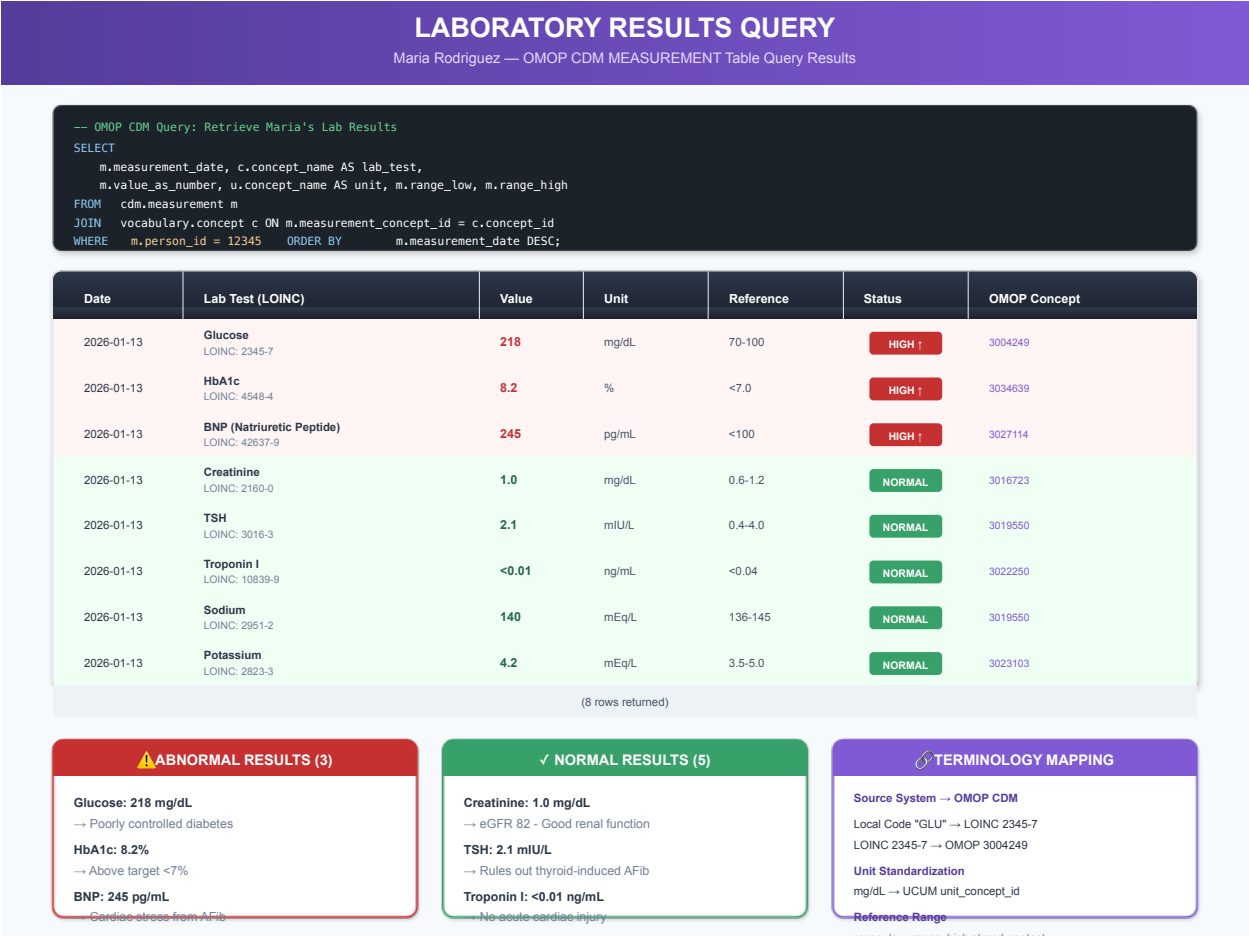 LABORATORY RESULTS QUERY
Maria Rodriguez — OMOP CDM MEASUREMENT Table Query Results
-- OMOP CDM Query: Retrieve Maria's Lab Results
SELECT
m.measurement_date, c.concept_name AS lab_test,
m.value_as_number, u.concept_name AS unit, m.range_low, m.range_high
FROM cdm.measurement m
JOIN vocabulary.concept c ON m.measurement_concept_id = c.concept_id
WHERE m.person_id = 12345 ORDER BY m.measurement_date DESC;
Date Lab Test (LOINC) Value Unit Reference Status OMOP Concept
2026-01-13 Glucose 218 mg/dL 70-100 HIGH ↑ 3004249
LOINC: 2345-7
2026-01-13 HbA1c 8.2 % <7.0 HIGH ↑ 3034639
LOINC: 4548-4
2026-01-13 BNP (Natriuretic Peptide) 245 pg/mL <100 HIGH ↑ 3027114
LOINC: 42637-9
2026-01-13 Creatinine 1.0 mg/dL 0.6-1.2 NORMAL 3016723
LOINC: 2160-0
2026-01-13 TSH 2.1 mIU/L 0.4-4.0 NORMAL 3019550
LOINC: 3016-3
2026-01-13 Troponin I <0.01 ng/mL <0.04 NORMAL 3022250
LOINC: 10839-9
2026-01-13 Sodium 140 mEq/L 136-145 NORMAL 3019550
LOINC: 2951-2
2026-01-13 Potassium 4.2 mEq/L 3.5-5.0 NORMAL 3023103
LOINC: 2823-3
(8 rows returned)
⚠️ABNORMAL RESULTS (3)
Glucose: 218 mg/dL
→ Poorly controlled diabetes
HbA1c: 8.2%
→ Above target <7%
BNP: 245 pg/mL
→ Cardiac stress from AFib
✓ NORMAL RESULTS (5)
Creatinine: 1.0 mg/dL
→ eGFR 82 - Good renal function
TSH: 2.1 mIU/L
→ Rules out thyroid-induced AFib
Troponin I: <0.01 ng/mL
→ No acute cardiac injury
🔗TERMINOLOGY MAPPING
Source System → OMOP CDM
Local Code "GLU" → LOINC 2345-7
LOINC 2345-7 → OMOP 3004249
Unit Standardization
mg/dL → UCUM unit_concept_id
Reference Range